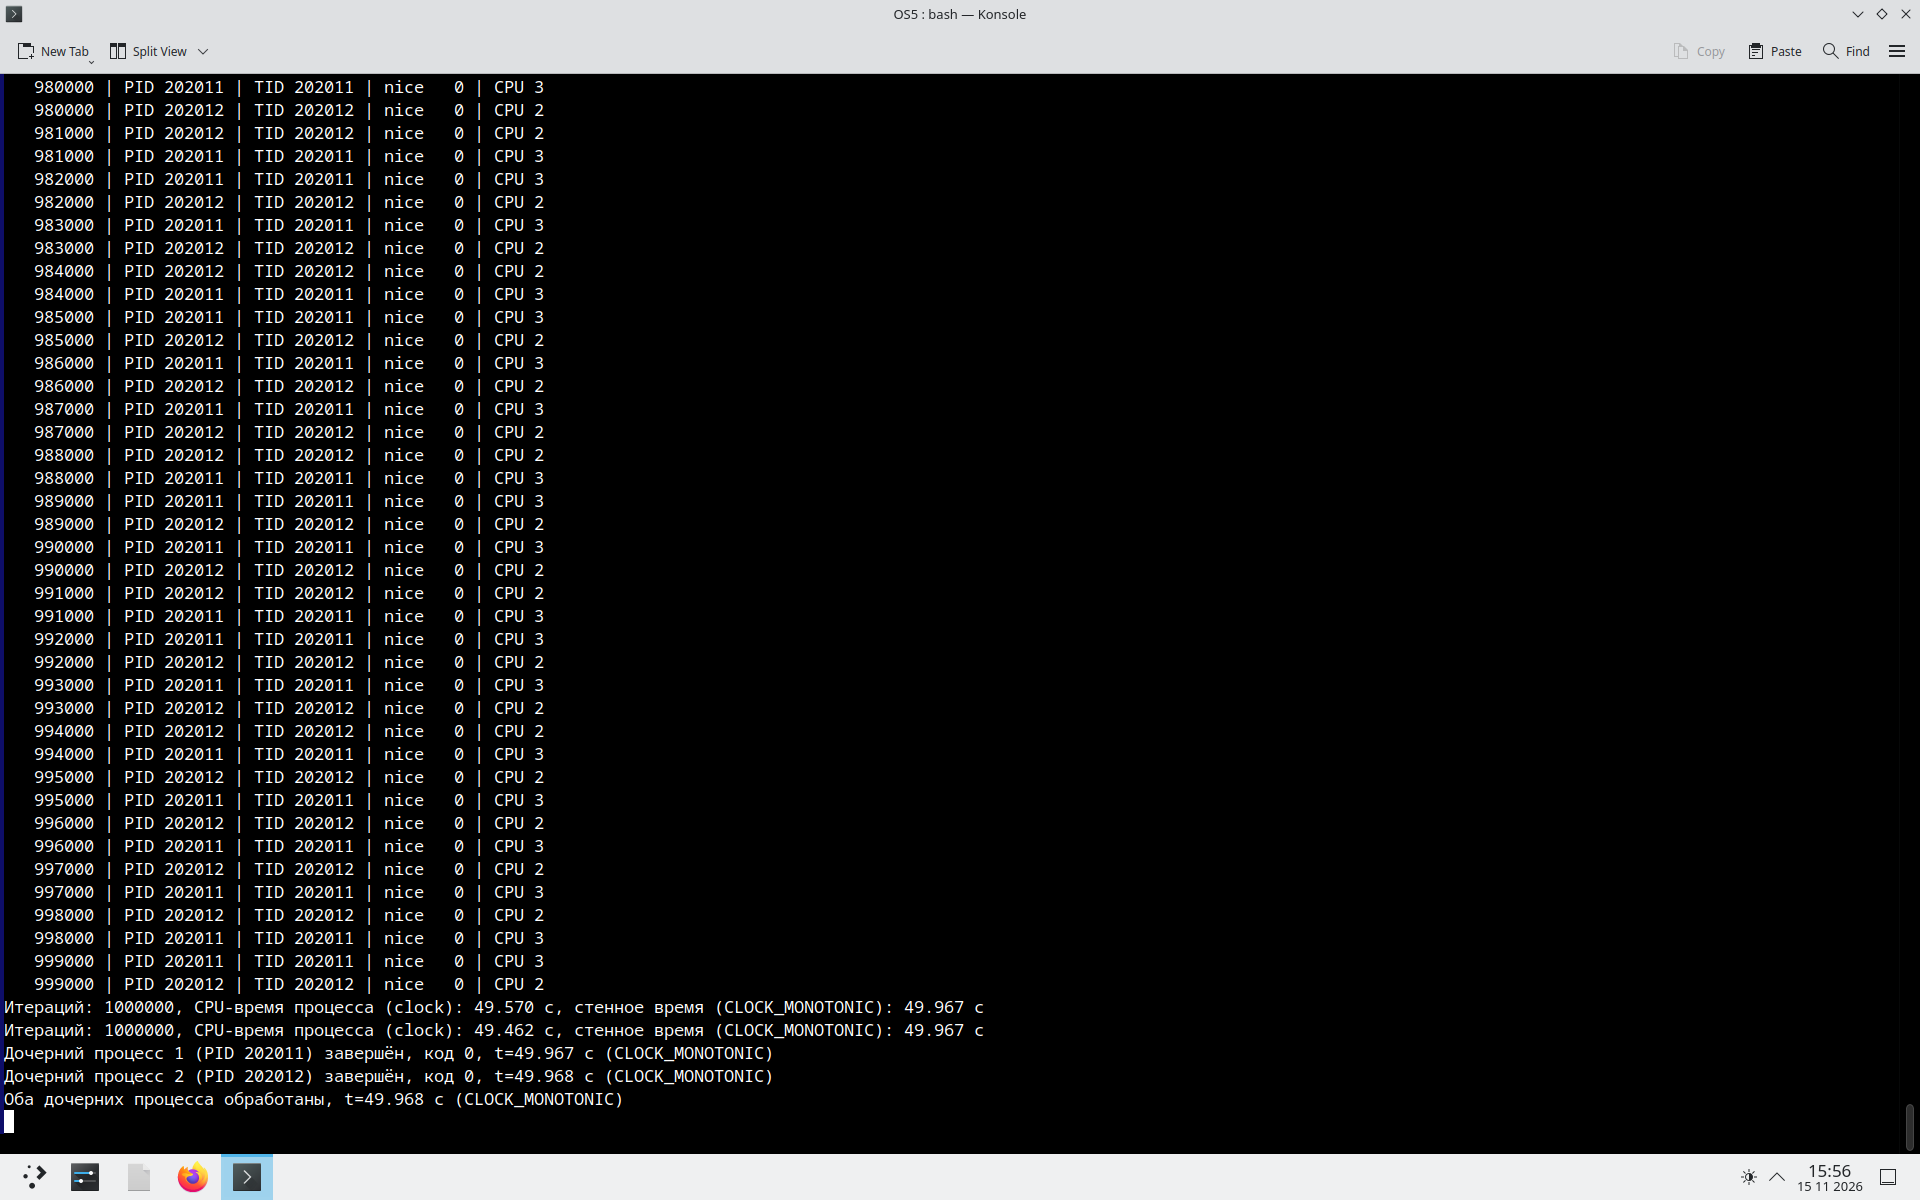 OS5 : bash — Konsole
New Tab Split View Copy Paste Find
980000 | PID 202011 | TID 202011 | nice   0 | CPU 3
980000 | PID 202012 | TID 202012 | nice   0 | CPU 2
981000 | PID 202012 | TID 202012 | nice   0 | CPU 2
981000 | PID 202011 | TID 202011 | nice   0 | CPU 3
982000 | PID 202011 | TID 202011 | nice   0 | CPU 3
982000 | PID 202012 | TID 202012 | nice   0 | CPU 2
983000 | PID 202011 | TID 202011 | nice   0 | CPU 3
983000 | PID 202012 | TID 202012 | nice   0 | CPU 2
984000 | PID 202012 | TID 202012 | nice   0 | CPU 2
984000 | PID 202011 | TID 202011 | nice   0 | CPU 3
985000 | PID 202011 | TID 202011 | nice   0 | CPU 3
985000 | PID 202012 | TID 202012 | nice   0 | CPU 2
986000 | PID 202011 | TID 202011 | nice   0 | CPU 3
986000 | PID 202012 | TID 202012 | nice   0 | CPU 2
987000 | PID 202011 | TID 202011 | nice   0 | CPU 3
987000 | PID 202012 | TID 202012 | nice   0 | CPU 2
988000 | PID 202012 | TID 202012 | nice   0 | CPU 2
988000 | PID 202011 | TID 202011 | nice   0 | CPU 3
989000 | PID 202011 | TID 202011 | nice   0 | CPU 3
989000 | PID 202012 | TID 202012 | nice   0 | CPU 2
990000 | PID 202011 | TID 202011 | nice   0 | CPU 3
990000 | PID 202012 | TID 202012 | nice   0 | CPU 2
991000 | PID 202012 | TID 202012 | nice   0 | CPU 2
991000 | PID 202011 | TID 202011 | nice   0 | CPU 3
992000 | PID 202011 | TID 202011 | nice   0 | CPU 3
992000 | PID 202012 | TID 202012 | nice   0 | CPU 2
993000 | PID 202011 | TID 202011 | nice   0 | CPU 3
993000 | PID 202012 | TID 202012 | nice   0 | CPU 2
994000 | PID 202012 | TID 202012 | nice   0 | CPU 2
994000 | PID 202011 | TID 202011 | nice   0 | CPU 3
995000 | PID 202012 | TID 202012 | nice   0 | CPU 2
995000 | PID 202011 | TID 202011 | nice   0 | CPU 3
996000 | PID 202012 | TID 202012 | nice   0 | CPU 2
996000 | PID 202011 | TID 202011 | nice   0 | CPU 3
997000 | PID 202012 | TID 202012 | nice   0 | CPU 2
997000 | PID 202011 | TID 202011 | nice   0 | CPU 3
998000 | PID 202012 | TID 202012 | nice   0 | CPU 2
998000 | PID 202011 | TID 202011 | nice   0 | CPU 3
999000 | PID 202011 | TID 202011 | nice   0 | CPU 3
999000 | PID 202012 | TID 202012 | nice   0 | CPU 2
Итераций: 1000000, CPU-время процесса (clock): 49.570 с, стенное время (CLOCK_MONOTONIC): 49.967 с
Итераций: 1000000, CPU-время процесса (clock): 49.462 с, стенное время (CLOCK_MONOTONIC): 49.967 с
Дочерний процесс 1 (PID 202011) завершён, код 0, t=49.967 с (CLOCK_MONOTONIC)
Дочерний процесс 2 (PID 202012) завершён, код 0, t=49.968 с (CLOCK_MONOTONIC)
Оба дочерних процесса обработаны, t=49.968 с (CLOCK_MONOTONIC)
15:56
15 11 2026